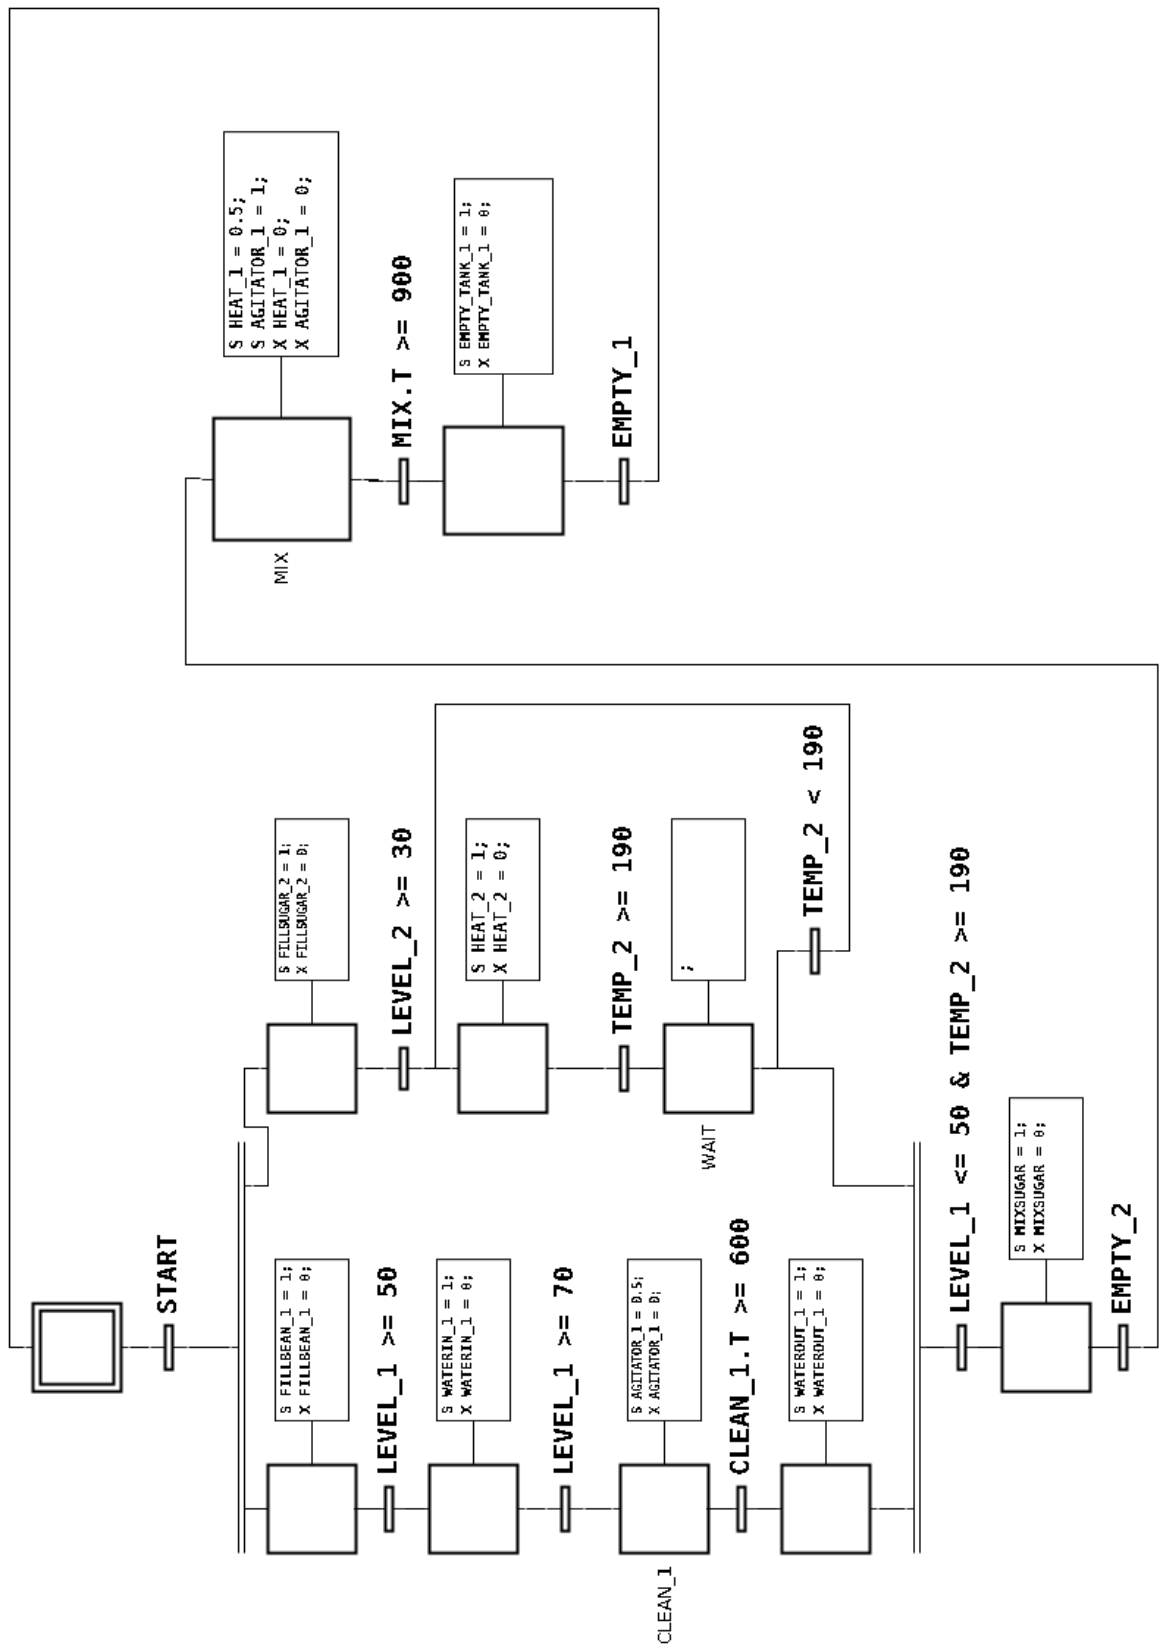 START
S FILLBEAN_1 = 1;
X FILLBEAN_1 = 0;
LEVEL_1 >= 50
S WATERIN_1 = 1;
X WATERIN_1 = 0;
LEVEL_1 >= 70
S AGITATOR_1 = 0.5;
X AGITATOR_1 = 0;
CLEAN_1
CLEAN_1.T >= 600
S WATEROUT_1 = 1;
X WATEROUT_1 = 0;
S FILLSUGAR_2 = 1;
X FILLSUGAR_2 = 0;
LEVEL_2 >= 30
S HEAT_2 = 1;
X HEAT_2 = 0;
TEMP_2 >= 190
;
WAIT
TEMP_2 < 190
LEVEL_1 <= 50 & TEMP_2 >= 190
S MIXSUGAR = 1;
X MIXSUGAR = 0;
EMPTY_2
S HEAT_1 = 0.5;
S AGITATOR_1 = 1;
X HEAT_1 = 0;
X AGITATOR_1 = 0;
MIX
MIX.T >= 900
S EMPTY_TANK_1 = 1;
X EMPTY_TANK_1 = 0;
EMPTY_1